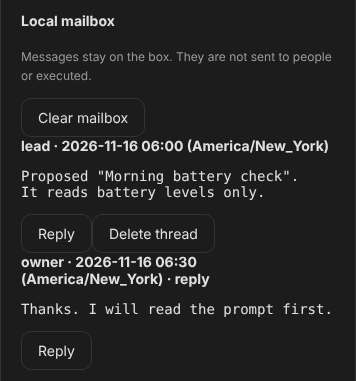 Local mailbox
Messages stay on the box. They are not sent to people
or executed.
Clear mailbox
lead · 2026-11-16 06:00 (America/New_York)
Proposed "Morning battery check".
It reads battery levels only.
Reply
Delete thread
owner · 2026-11-16 06:30
(America/New_York) · reply
Thanks. I will read the prompt first.
Reply